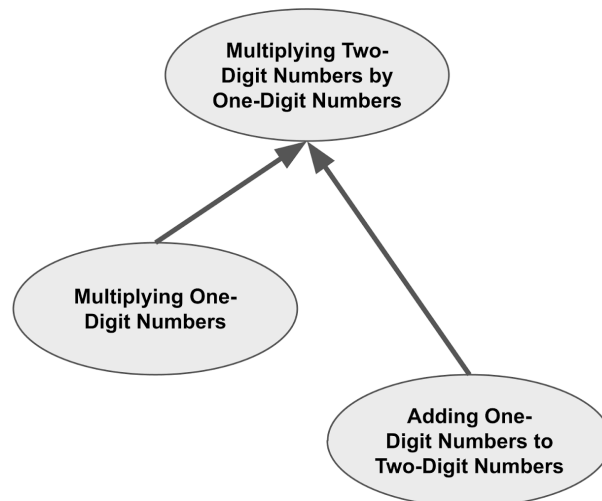 Multiplying Two-
Digit Numbers by
One-Digit Numbers
Multiplying One-
Digit Numbers
Adding One-
Digit Numbers to
Two-Digit Numbers